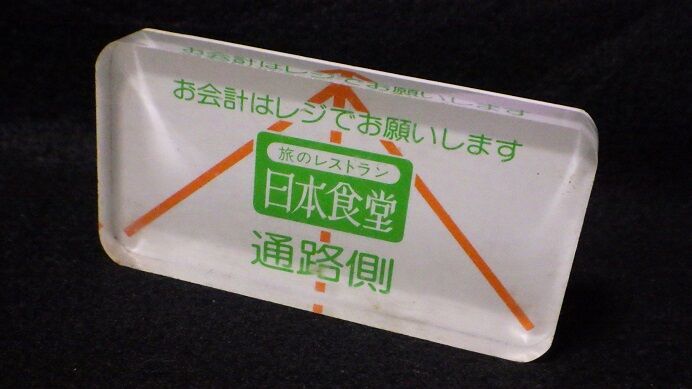 お会計はレジでお願いします
旅のレストラン
日本食堂
通路側